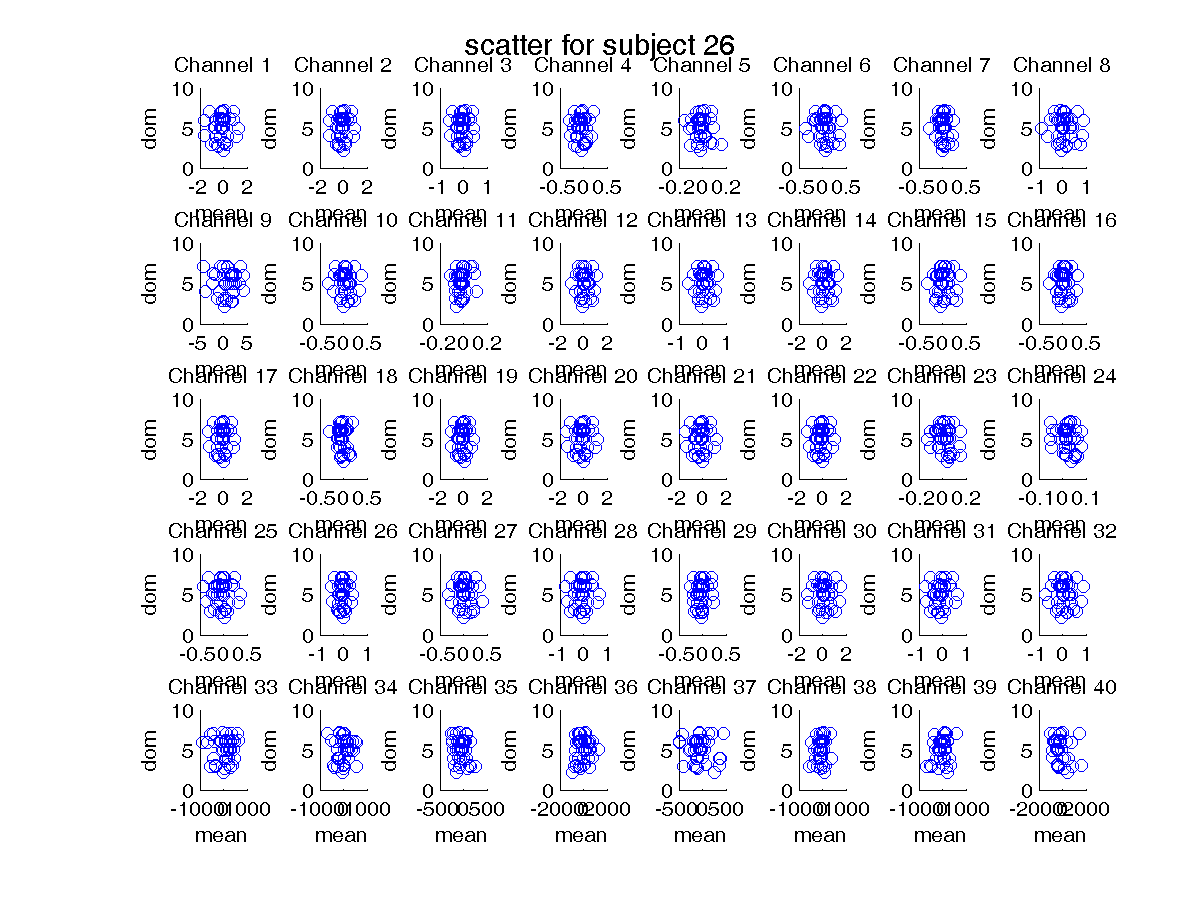 scatter for subject 26
Channel 1 Channel 2 Channel 3 Channel 4 Channel 5 Channel 6 Channel 7 Channel 8
10 10 10 10 10 10 10 10
dom dom dom dom dom dom dom dom
5 5 5 5 5 5 5 5
0 0 0 0 0 0 0 0
-2 0 2 -2 0 2 -1 0 1 -0.5 0 0.5 -0.2 0 0.2 -0.5 0 0.5 -0.5 0 0.5 -1 0 1
mean mean mean mean mean mean mean mean
Channel 9 Channel 10 Channel 11 Channel 12 Channel 13 Channel 14 Channel 15 Channel 16
10 10 10 10 10 10 10 10
dom dom dom dom dom dom dom dom
5 5 5 5 5 5 5 5
0 0 0 0 0 0 0 0
-5 0 5 -0.5 0 0.5 -0.2 0 0.2 -2 0 2 -1 0 1 -2 0 2 -0.5 0 0.5 -0.5 0 0.5
mean mean mean mean mean mean mean mean
Channel 17 Channel 18 Channel 19 Channel 20 Channel 21 Channel 22 Channel 23 Channel 24
10 10 10 10 10 10 10 10
dom dom dom dom dom dom dom dom
5 5 5 5 5 5 5 5
0 0 0 0 0 0 0 0
-2 0 2 -0.5 0 0.5 -2 0 2 -2 0 2 -2 0 2 -2 0 2 -0.2 0 0.2 -0.1 0 0.1
mean mean mean mean mean mean mean mean
Channel 25 Channel 26 Channel 27 Channel 28 Channel 29 Channel 30 Channel 31 Channel 32
10 10 10 10 10 10 10 10
dom dom dom dom dom dom dom dom
5 5 5 5 5 5 5 5
0 0 0 0 0 0 0 0
-0.5 0 0.5 -1 0 1 -0.5 0 0.5 -2 0 2 -0.5 0 0.5 -2 0 2 -1 0 1 -0.5 0 0.5
mean mean mean mean mean mean mean mean
Channel 33 Channel 34 Channel 35 Channel 36 Channel 37 Channel 38 Channel 39 Channel 40
10 10 10 10 10 10 10 10
dom dom dom dom dom dom dom dom
5 5 5 5 5 5 5 5
0 0 0 0 0 0 0 0
-1000 0 1000 -1000 0 1000 -500 0 500 -2000 0 2000 -500 0 500 -1000 0 1000 -1000 0 1000 -2000 0 2000
mean mean mean mean mean mean mean mean